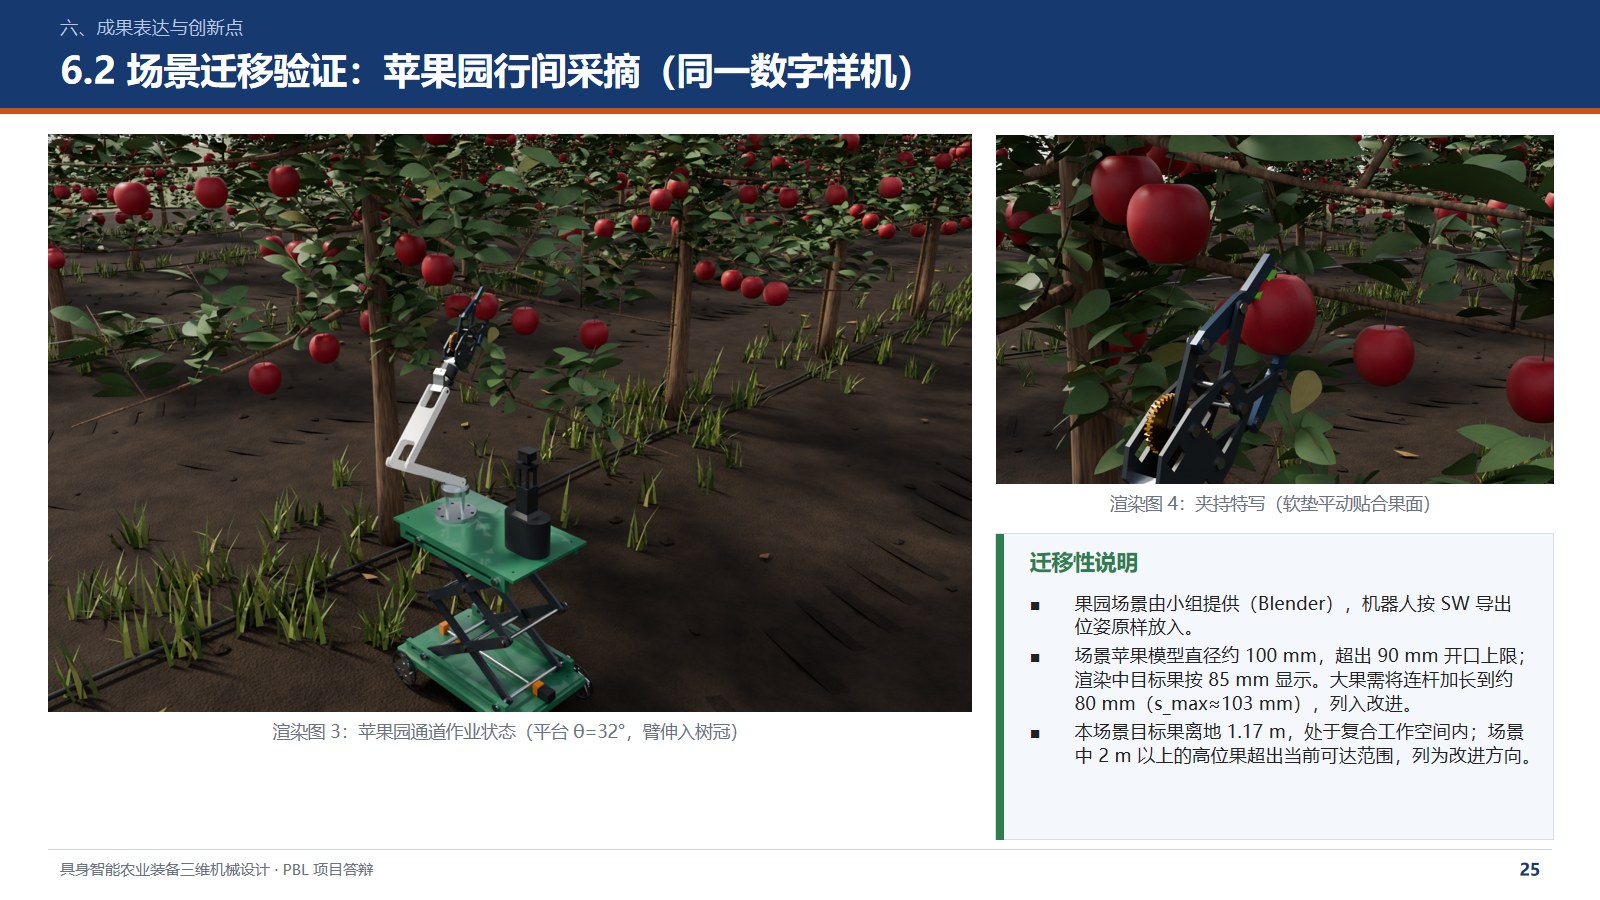 六、成果表达与创新点
6.2 场景迁移验证：苹果园行间采摘（同一数字样机）
渲染图 3：苹果园通道作业状态（平台 θ=32°，臂伸入树冠）
渲染图 4：夹持特写（软垫平动贴合果面）
迁移性说明
■ 果园场景由小组提供（Blender），机器人按 SW 导出
位姿原样放入。
■ 场景苹果模型直径约 100 mm，超出 90 mm 开口上限；
渲染中目标果按 85 mm 显示。大果需将连杆加长到约
80 mm（s_max≈103 mm），列入改进。
■ 本场景目标果离地 1.17 m，处于复合工作空间内；场景
中 2 m 以上的高位果超出当前可达范围，列为改进方向。
具身智能农业装备三维机械设计 · PBL 项目答辩
25